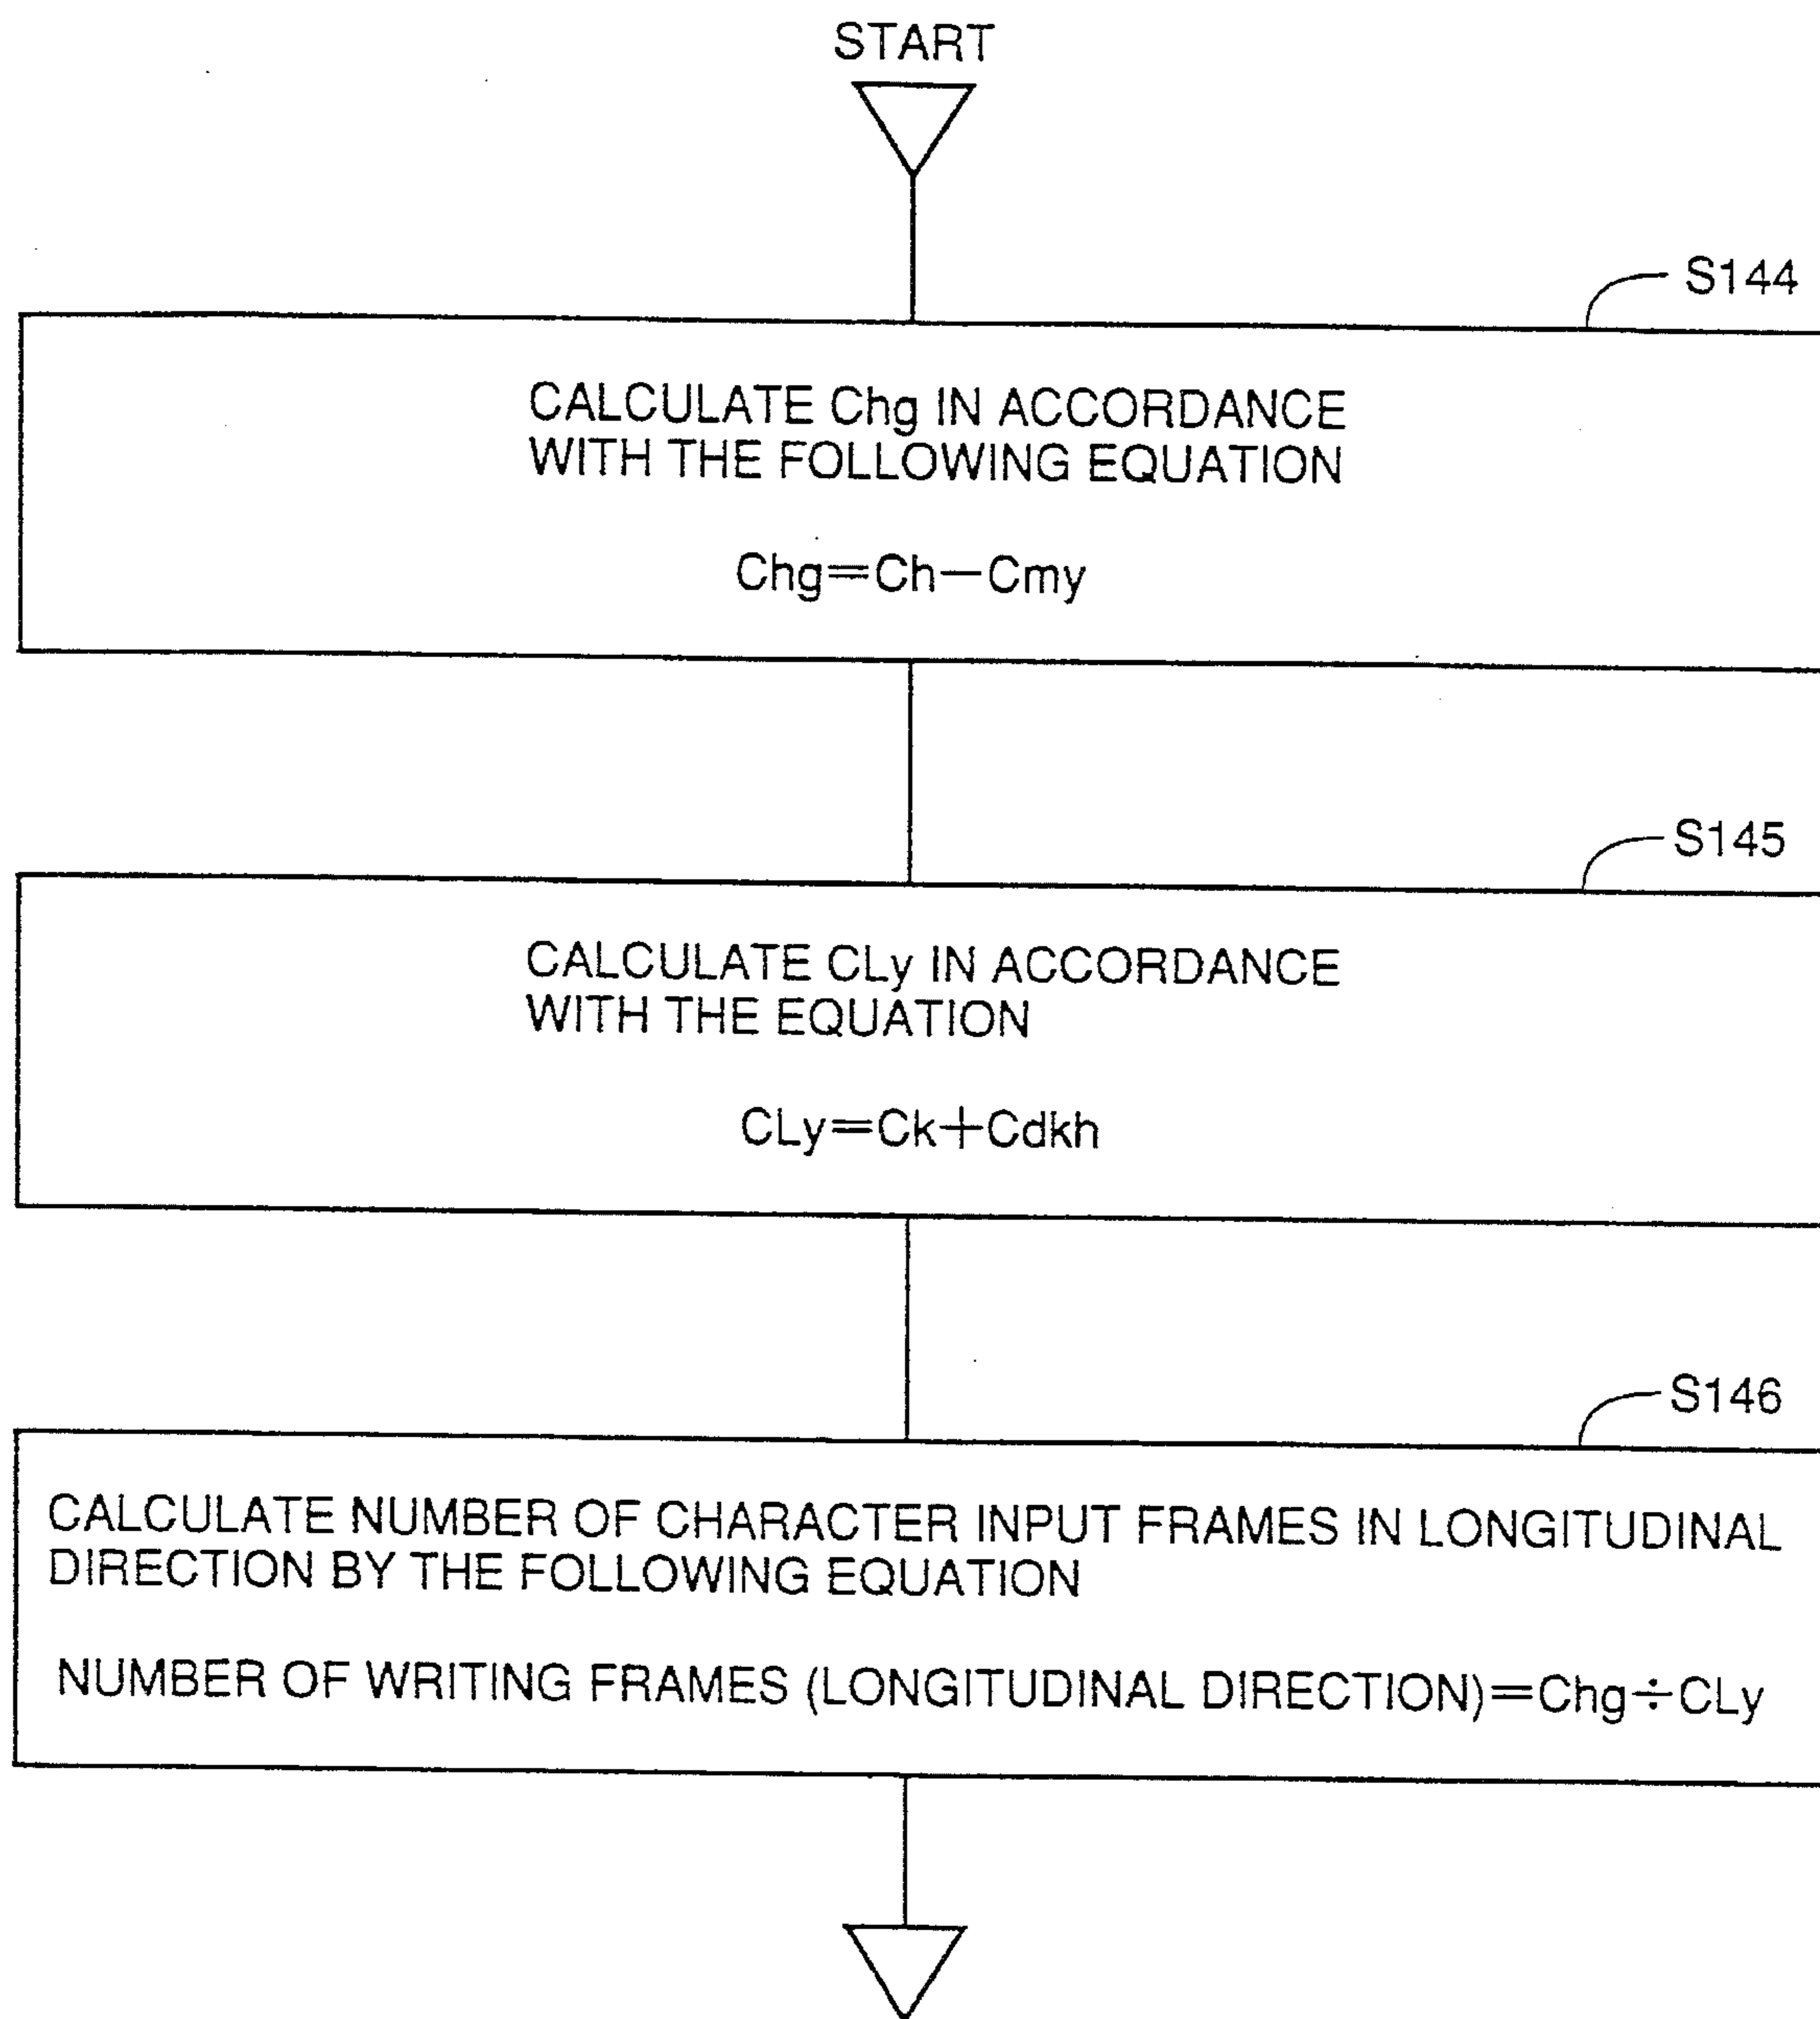 START
S144
CALCULATE Chg IN ACCORDANCE
WITH THE FOLLOWING EQUATION
Chg=Ch−Cmy
S145
CALCULATE CLy IN ACCORDANCE
WITH THE EQUATION
CLy=Ck+Cdkh
S146
CALCULATE NUMBER OF CHARACTER INPUT FRAMES IN LONGITUDINAL
DIRECTION BY THE FOLLOWING EQUATION
NUMBER OF WRITING FRAMES (LONGITUDINAL DIRECTION)=Chg÷CLy